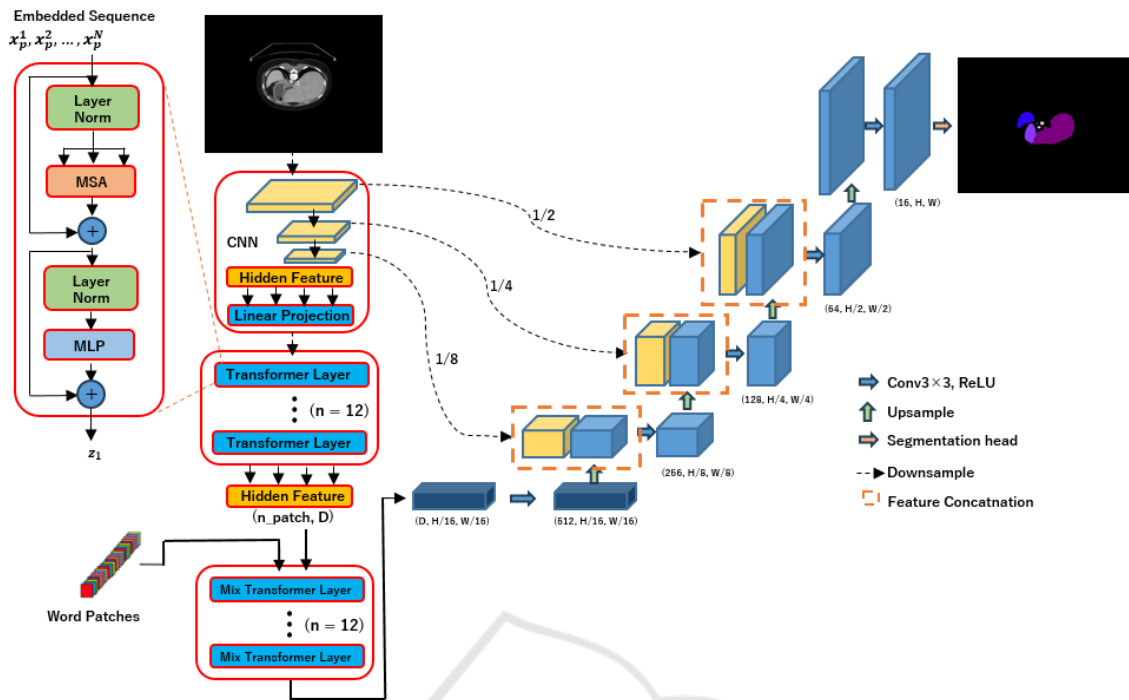 Embedded Sequence
x_p^1, x_p^2, ..., x_p^N
Layer
Norm
MSA
+
Layer
Norm
MLP
+
z_1
CNN
Hidden Feature
Linear Projection
Transformer Layer
(n = 12)
Transformer Layer
Hidden Feature
(n_patch, D)
Word Patches
Mix Transformer Layer
(n = 12)
Mix Transformer Layer
1/2
1/4
1/8
(D, H/16, W/16)
(512, H/16, W/16)
(256, H/8, W/8)
(128, H/4, W/4)
(64, H/2, W/2)
(16, H, W)
Conv3×3, ReLU
Upsample
Segmentation head
Downsample
Feature Concatnation